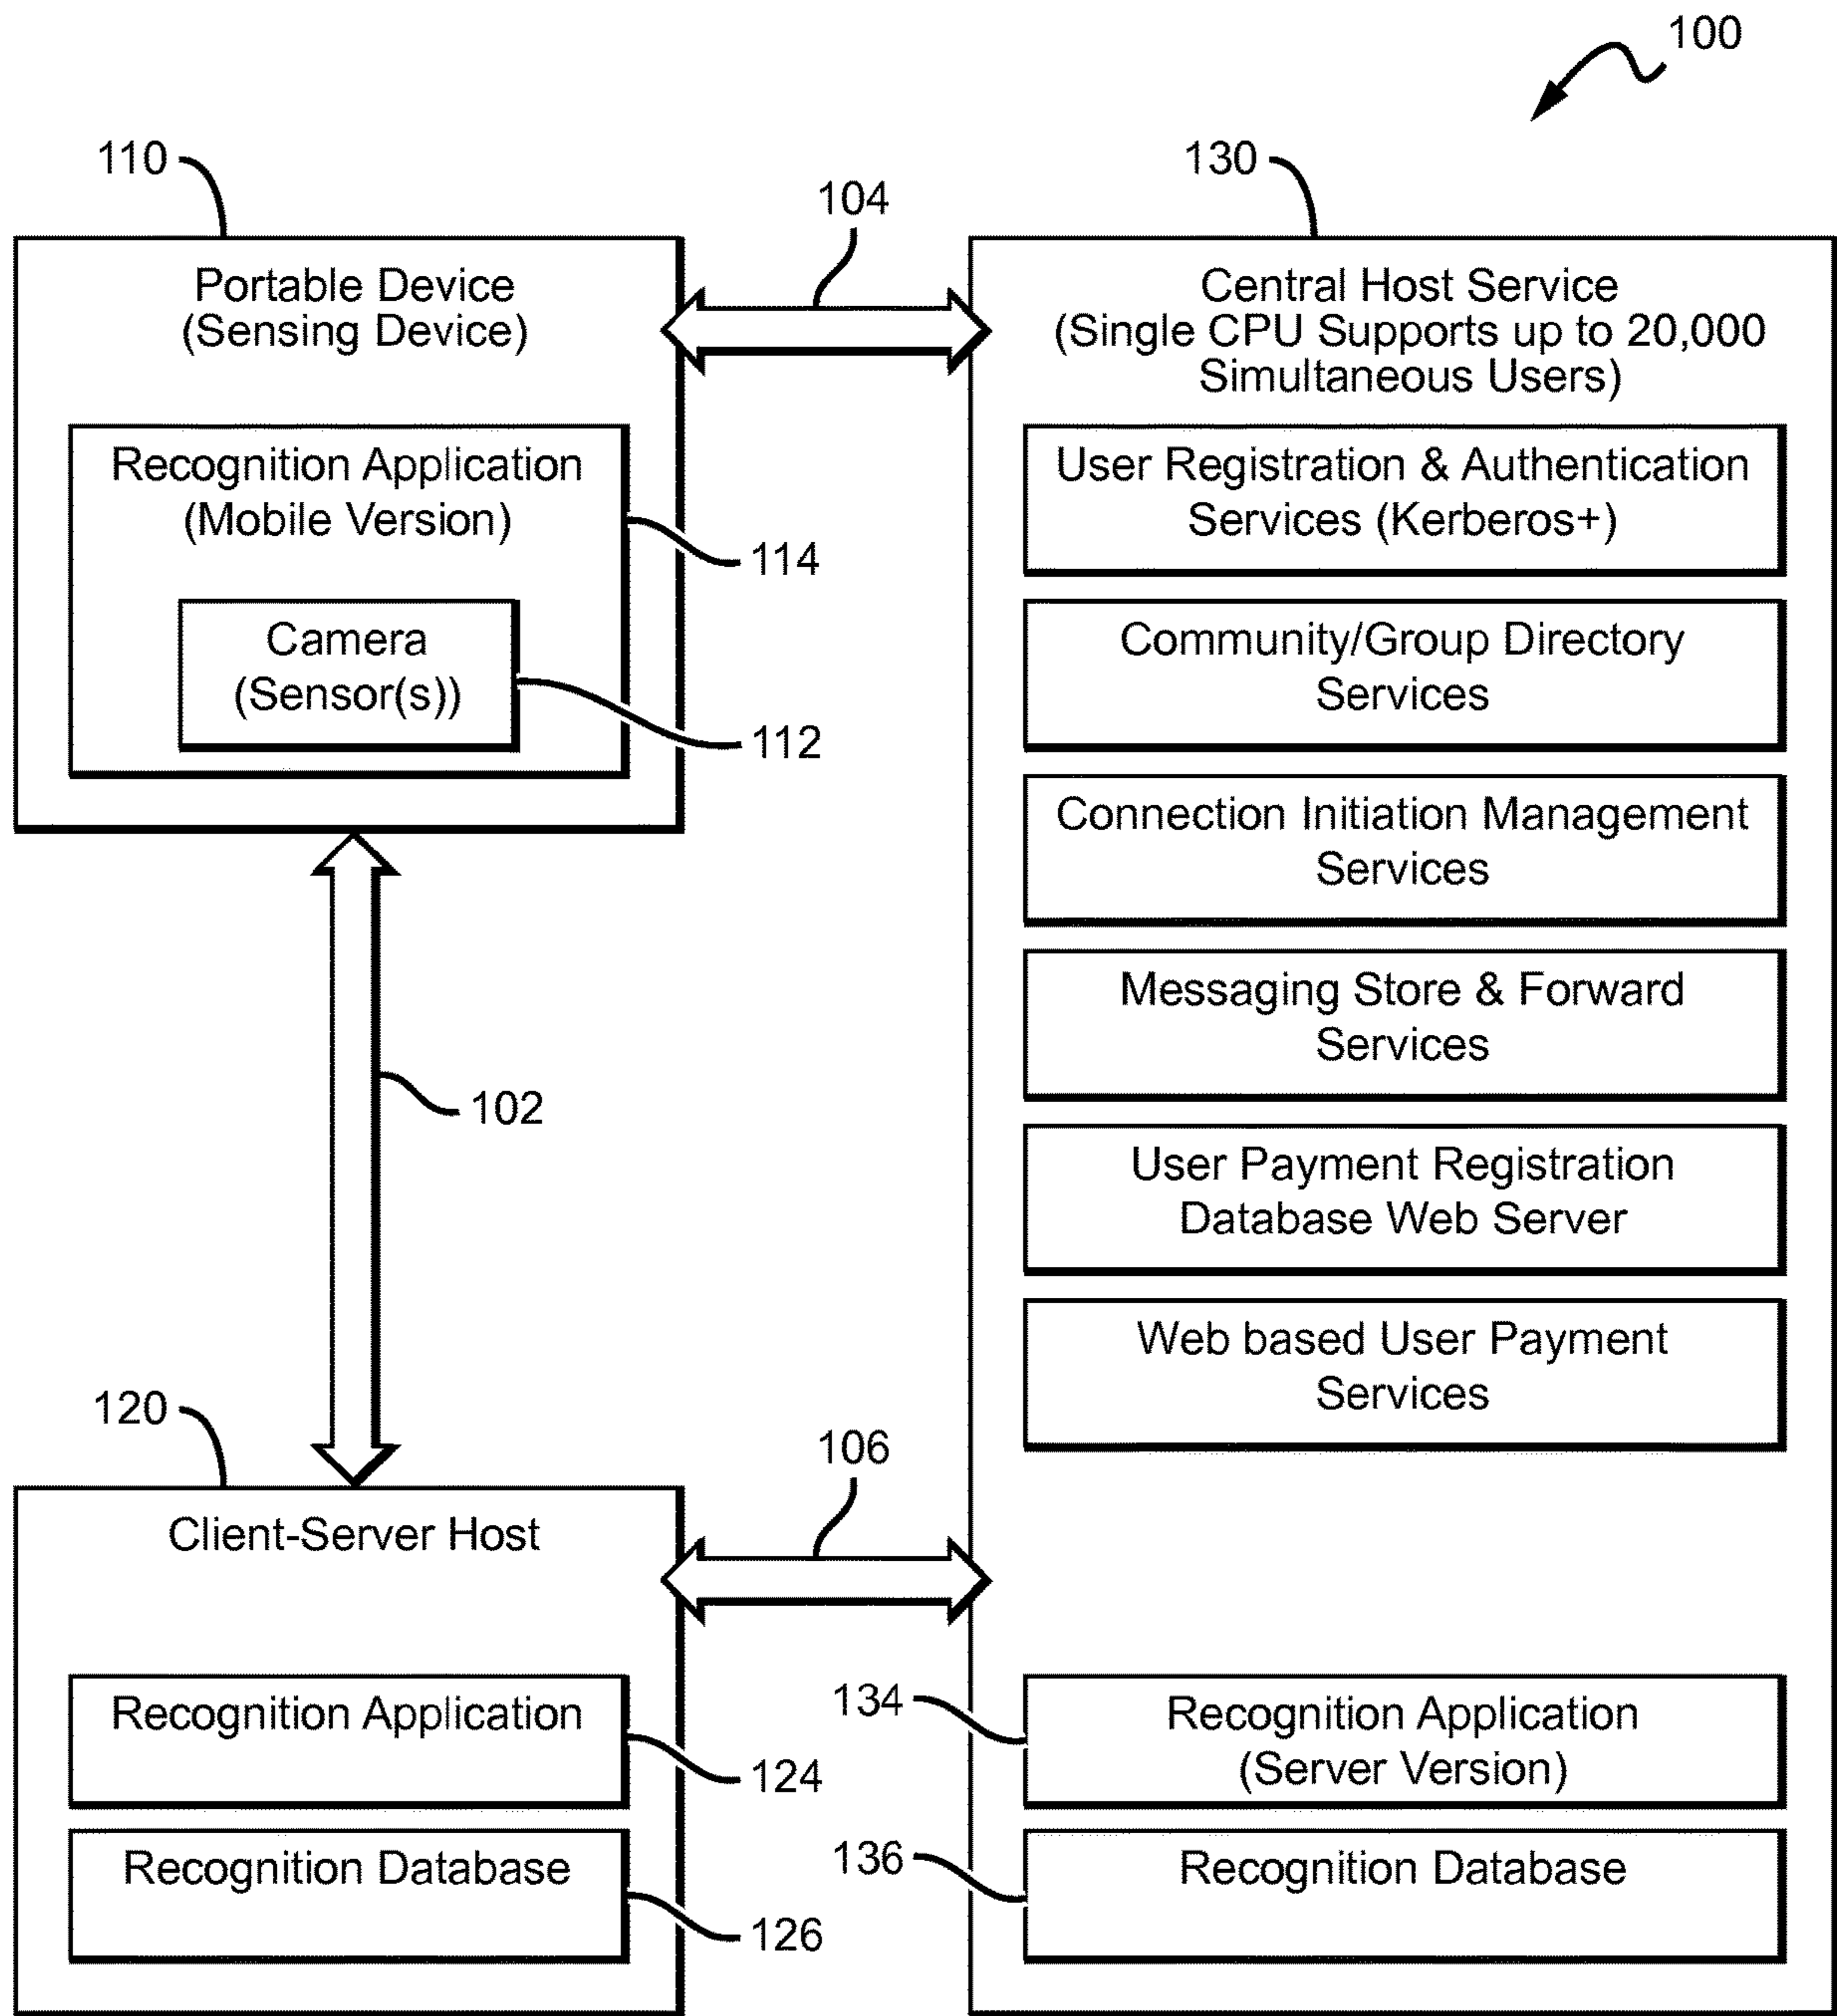 100
110
130
104
Portable Device
(Sensing Device)
Recognition Application
(Mobile Version)
114
Camera
(Sensor(s))
112
Central Host Service
(Single CPU Supports up to 20,000
Simultaneous Users)
User Registration & Authentication
Services (Kerberos+)
Community/Group Directory
Services
Connection Initiation Management
Services
Messaging Store & Forward
Services
User Payment Registration
Database Web Server
Web based User Payment
Services
102
120
106
Client-Server Host
Recognition Application
124
Recognition Database
126
134
Recognition Application
(Server Version)
136
Recognition Database